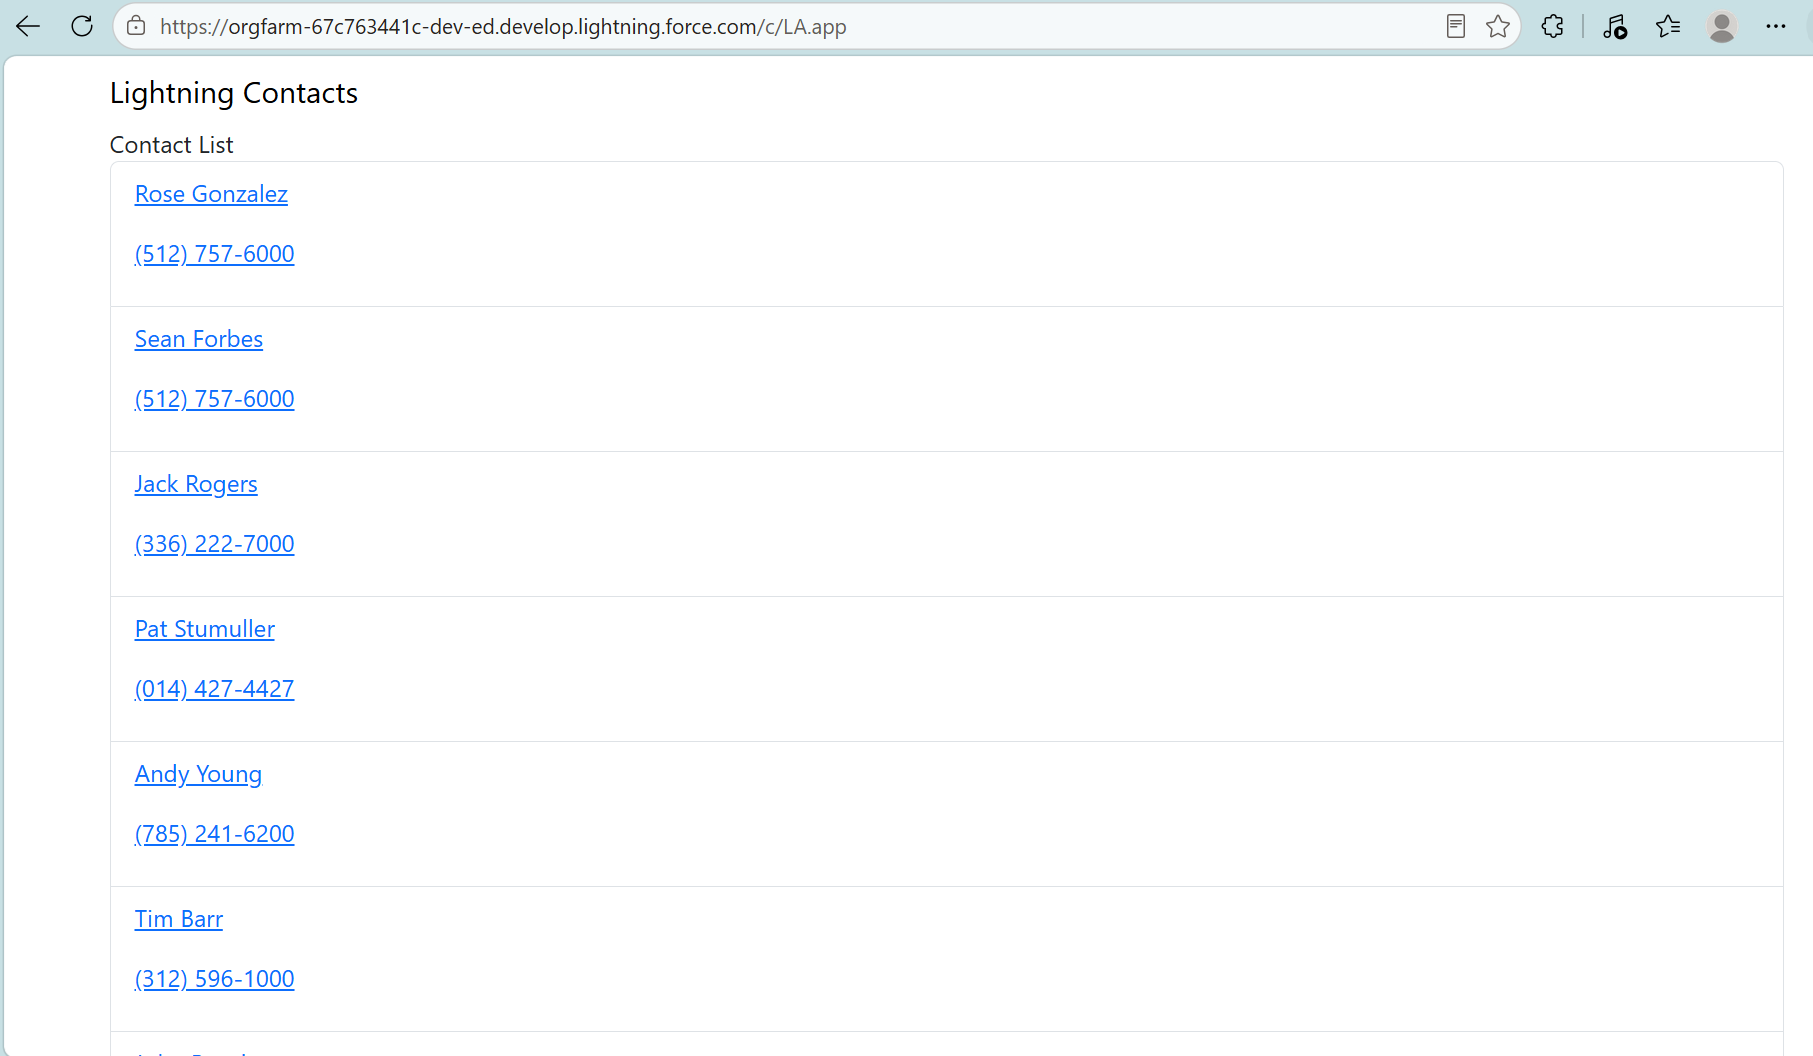 https://orgfarm-67c763441c-dev-ed.develop.lightning.force.com/c/LA.app
Lightning Contacts
Contact List
Rose Gonzalez
(512) 757-6000
Sean Forbes
(512) 757-6000
Jack Rogers
(336) 222-7000
Pat Stumuller
(014) 427-4427
Andy Young
(785) 241-6200
Tim Barr
(312) 596-1000